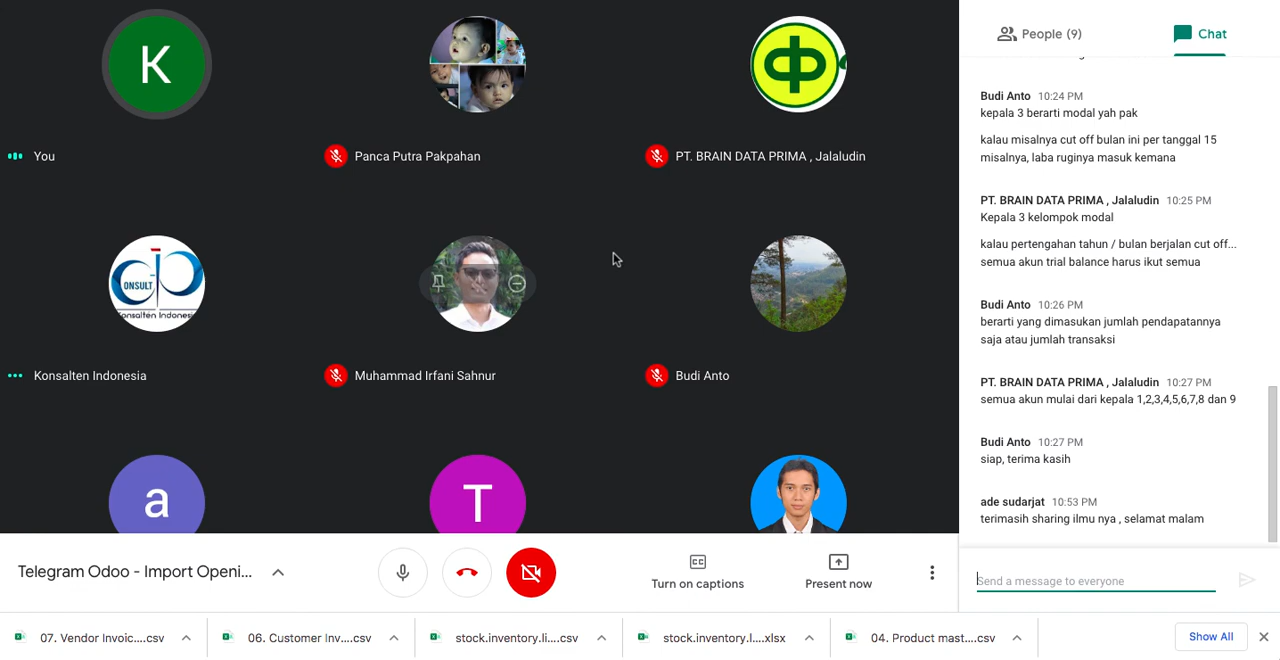 K
You
Panca Putra Pakpahan
PT. BRAIN DATA PRIMA , Jalaludin
ONSULT
Konsalten Indonesia
Konsalten Indonesia
Muhammad Irfani Sahnur
Budi Anto
a
T
Telegram Odoo - Import Openi...
Turn on captions
Present now
People (9)
Chat
Budi Anto 10:24 PM
kepala 3 berarti modal yah pak
kalau misalnya cut off bulan ini per tanggal 15
misalnya, laba ruginya masuk kemana
PT. BRAIN DATA PRIMA , Jalaludin 10:25 PM
Kepala 3 kelompok modal
kalau pertengahan tahun / bulan berjalan cut off...
semua akun trial balance harus ikut semua
Budi Anto 10:26 PM
berarti yang dimasukan jumlah pendapatannya
saja atau jumlah transaksi
PT. BRAIN DATA PRIMA , Jalaludin 10:27 PM
semua akun mulai dari kepala 1,2,3,4,5,6,7,8 dan 9
Budi Anto 10:27 PM
siap, terima kasih
ade sudarjat 10:53 PM
terimasih sharing ilmu nya , selamat malam
Send a message to everyone
07. Vendor Invoic....csv
06. Customer Inv....csv
stock.inventory.li....csv
stock.inventory.l....xlsx
04. Product mast....csv
Show All